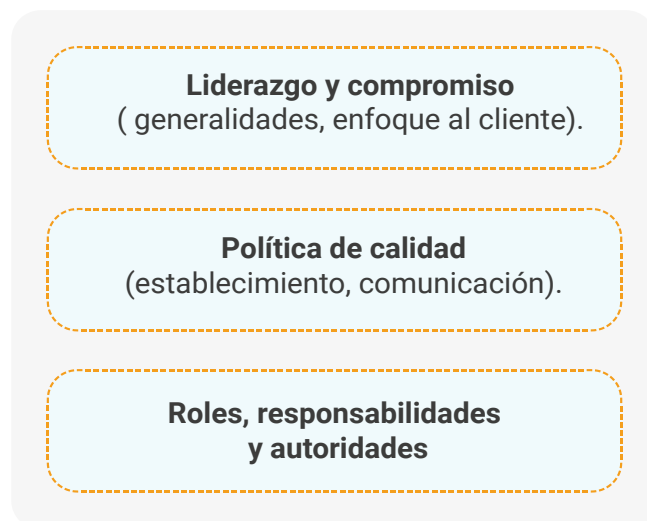 Liderazgo y compromiso
( generalidades, enfoque al cliente).
Política de calidad
(establecimiento, comunicación).
Roles, responsabilidades
y autoridades